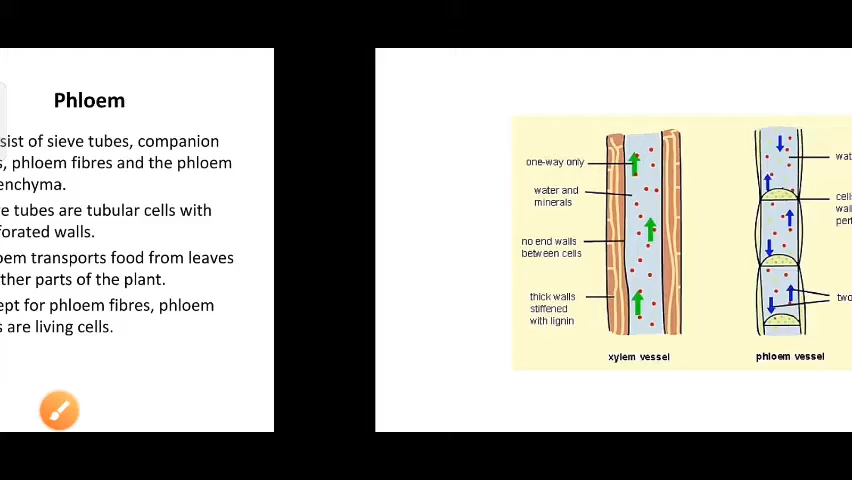 Phloem
sist of sieve tubes, companion
s, phloem fibres and the phloem
enchyma.
e tubes are tubular cells with
forated walls.
oem transports food from leaves
ther parts of the plant.
ept for phloem fibres, phloem
s are living cells.
one-way only
water and
minerals
no end walls
between cells
thick walls
stiffened
with lignin
xylem vessel
wat
cells
wall
perf
two
phloem vessel